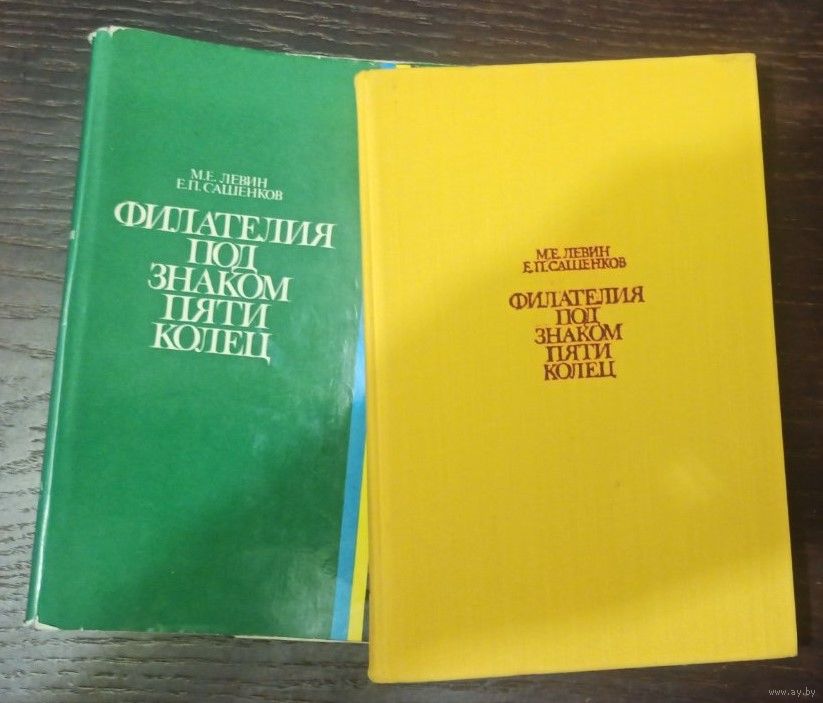 М.Е. ЛЕВИН
Е.П. САШЕНКОВ
ФИЛАТЕЛИЯ
ПОД
ЗНАКОМ
ПЯТИ
КОЛЕЦ
М.Е. ЛЕВИН
Е.П. САШЕНКОВ
ФИЛАТЕЛИЯ
ПОД
ЗНАКОМ
ПЯТИ
КОЛЕЦ
www.ay.by